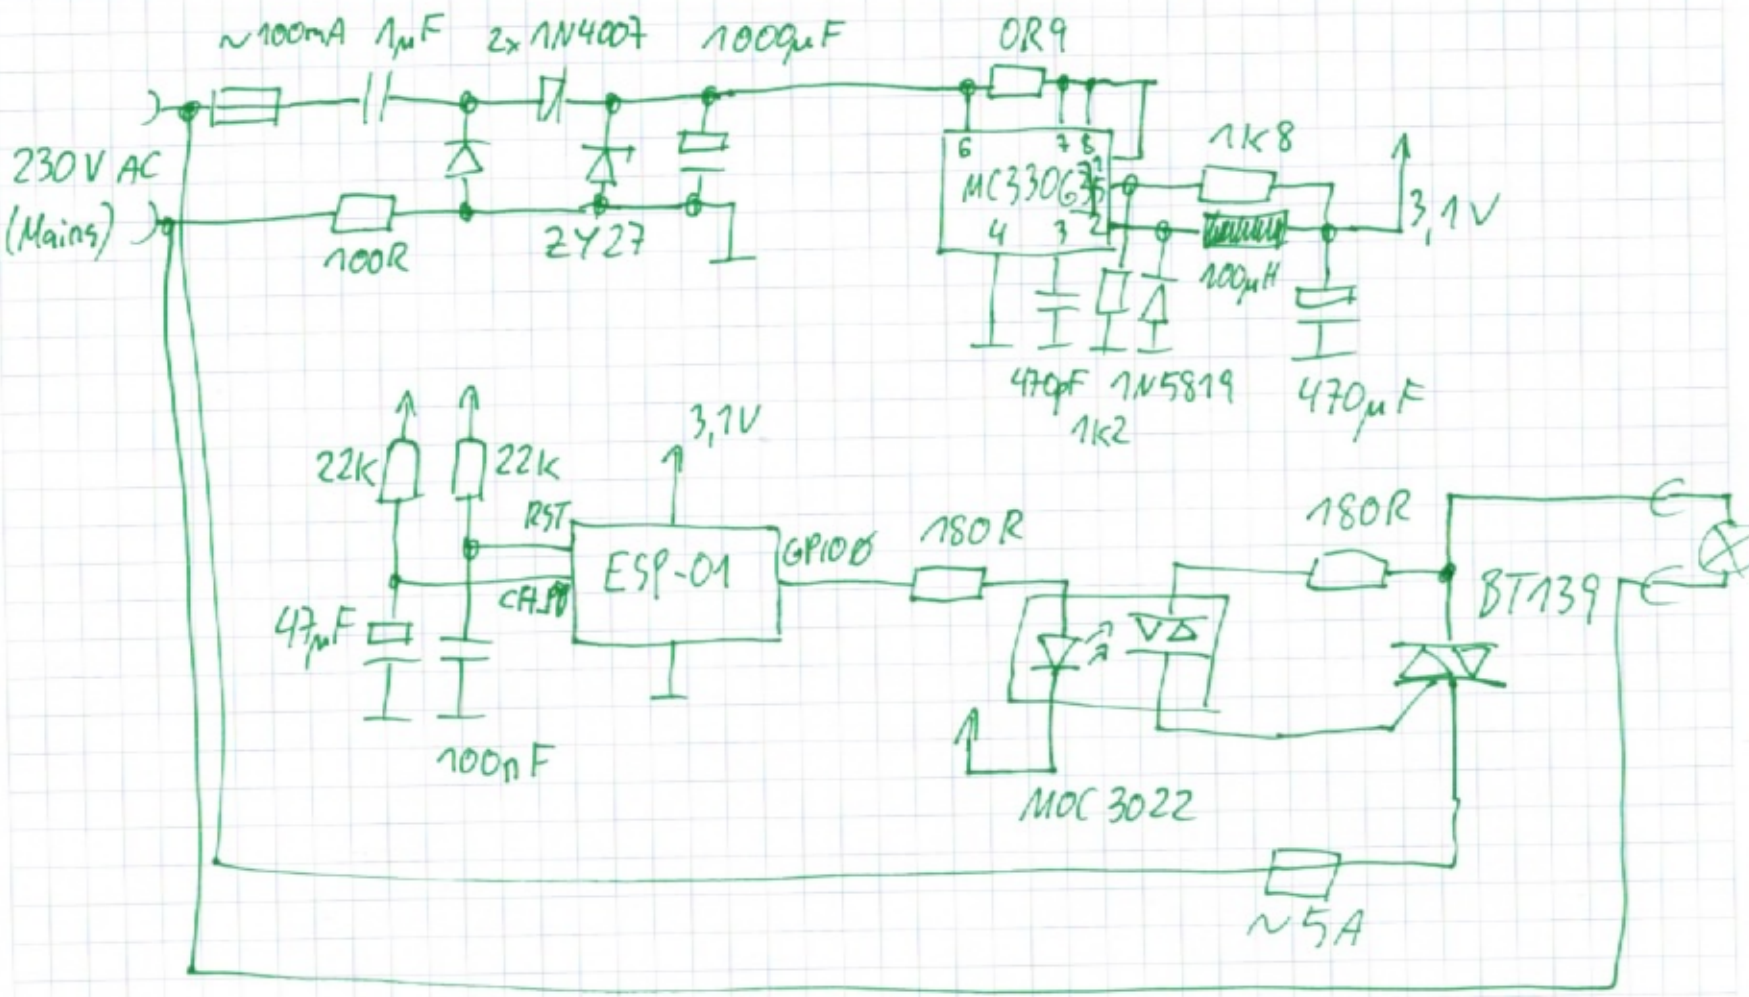 ~100mA 1µF 2x 1N4007 1000µF 0R9
230V AC
(Mains)
100R ZY27
6 7 8 1
MC33063 5
4 3 2
1K8
3,1V
100µH
470pF 1N5819 470µF
1K2
22K 22K 3,1V
RST
ESP-01 GPIO0 180R 180R
CH_PD
47µF BT139
100nF
MOC3022
~5A